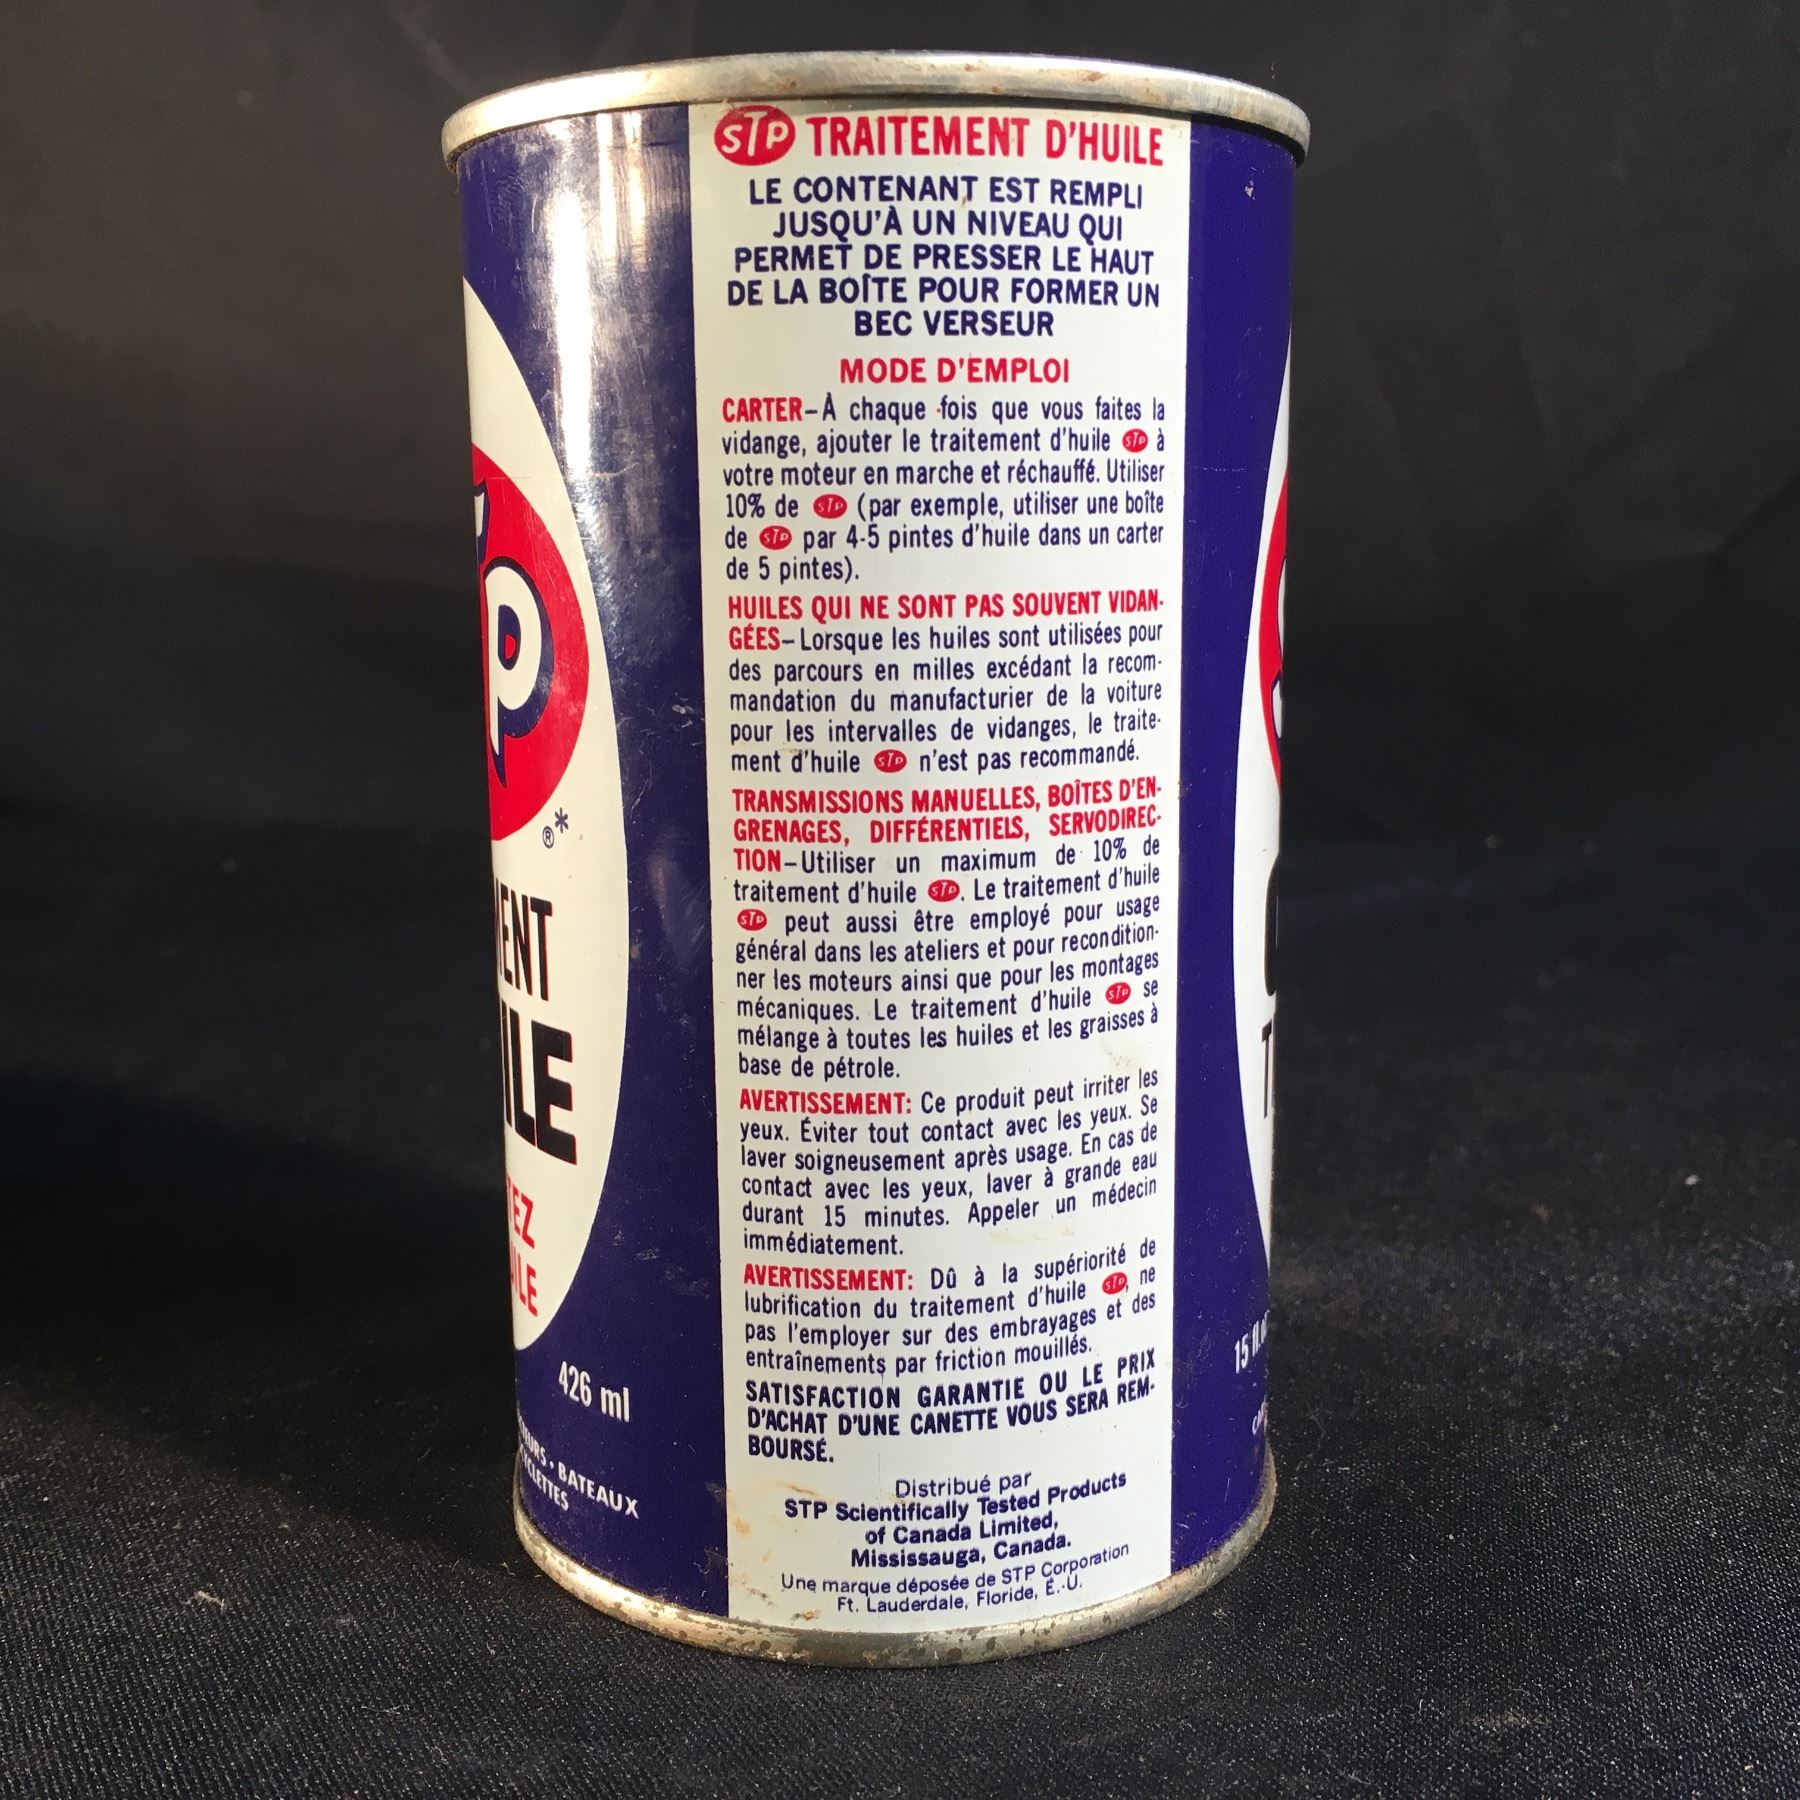 STP TRAITEMENT D'HUILE
LE CONTENANT EST REMPLI
JUSQU'À UN NIVEAU QUI
PERMET DE PRESSER LE HAUT
DE LA BOÎTE POUR FORMER UN
BEC VERSEUR
MODE D'EMPLOI
CARTER–À chaque fois que vous faites la
vidange, ajouter le traitement d'huile STP à
votre moteur en marche et réchauffé. Utiliser
10% de STP (par exemple, utiliser une boîte
de STP par 4-5 pintes d'huile dans un carter
de 5 pintes).
HUILES QUI NE SONT PAS SOUVENT VIDAN-
GÉES–Lorsque les huiles sont utilisées pour
des parcours en milles excédant la recom-
mandation du manufacturier de la voiture
pour les intervalles de vidanges, le traite-
ment d'huile STP n'est pas recommandé.
TRANSMISSIONS MANUELLES, BOÎTES D'EN-
GRENAGES, DIFFÉRENTIELS, SERVODIREC-
TION–Utiliser un maximum de 10% de
traitement d'huile STP. Le traitement d'huile
STP peut aussi être employé pour usage
général dans les ateliers et pour recondition-
ner les moteurs ainsi que pour les montages
mécaniques. Le traitement d'huile STP se
mélange à toutes les huiles et les graisses à
base de pétrole.
AVERTISSEMENT: Ce produit peut irriter les
yeux. Éviter tout contact avec les yeux. Se
laver soigneusement après usage. En cas de
contact avec les yeux, laver à grande eau
durant 15 minutes. Appeler un médecin
immédiatement.
AVERTISSEMENT: Dû à la supériorité de
lubrification du traitement d'huile STP, ne
pas l'employer sur des embrayages et des
entraînements par friction mouillés.
SATISFACTION GARANTIE OU LE PRIX
D'ACHAT D'UNE CANETTE VOUS SERA REM-
BOURSÉ.
Distribué par
STP Scientifically Tested Products
of Canada Limited,
Mississauga, Canada.
Une marque déposée de STP Corporation
Ft. Lauderdale, Floride, É.-U.
P
®*
ENT
ILE
EZ
ILE
426 ml
EURS • BATEAUX
CLETTES
15 fl